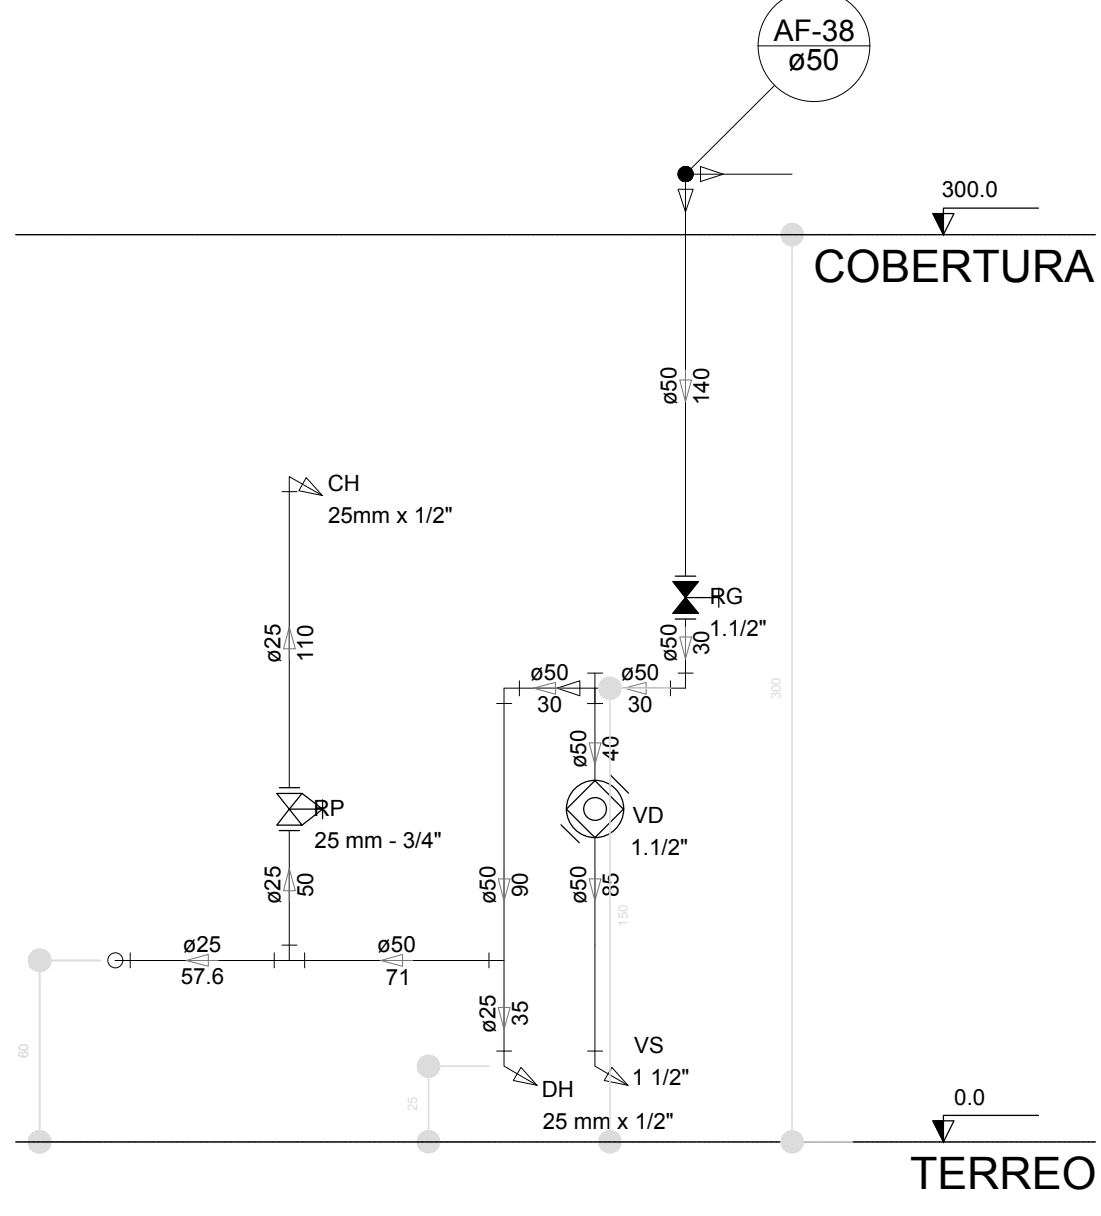 AF-38
ø50
300.0
COBERTURA
ø50
140
CH
25mm x 1/2"
RG
1.1/2"
ø50
30
ø25
110
ø50
30
ø50
30
300
ø50
40
RP
25 mm - 3/4"
VD
1.1/2"
ø25
50
ø50
90
ø50
85
150
ø25
57.6
ø50
71
ø25
35
60
VS
1 1/2"
25
DH
25 mm x 1/2"
0.0
TERREO